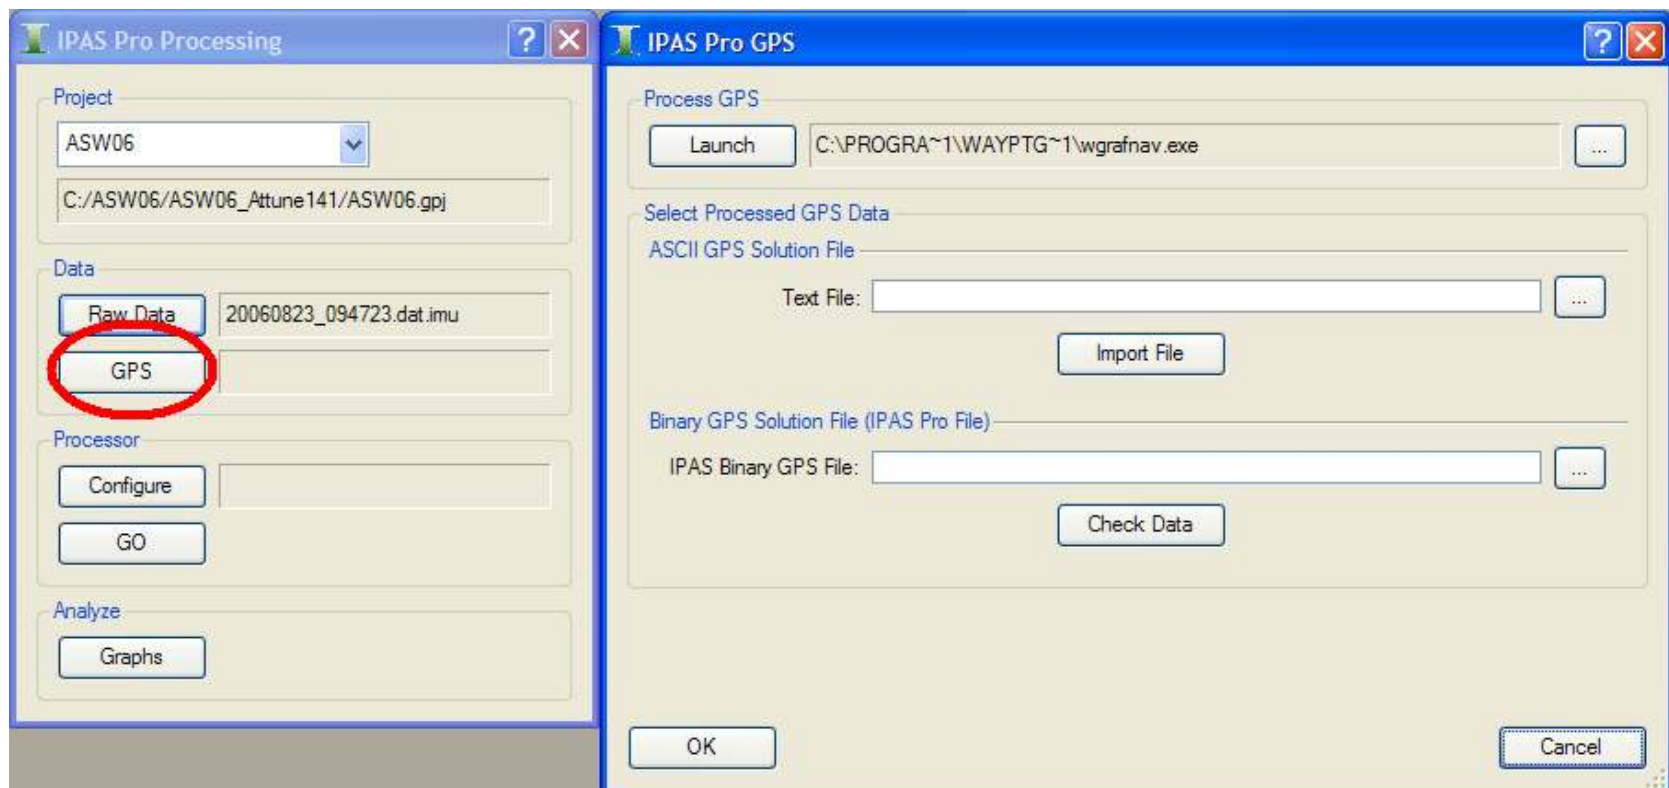 IPAS Pro Processing
Project
ASW06
C:/ASW06/ASW06_Attune141/ASW06.gpj
Data
Raw Data 20060823_094723.dat.imu
GPS
Processor
Configure
GO
Analyze
Graphs
IPAS Pro GPS
Process GPS
Launch C:\PROGRA~1\WAYPTG~1\wgrafnav.exe ...
Select Processed GPS Data
ASCII GPS Solution File
Text File: ...
Import File
Binary GPS Solution File (IPAS Pro File)
IPAS Binary GPS File: ...
Check Data
OK Cancel